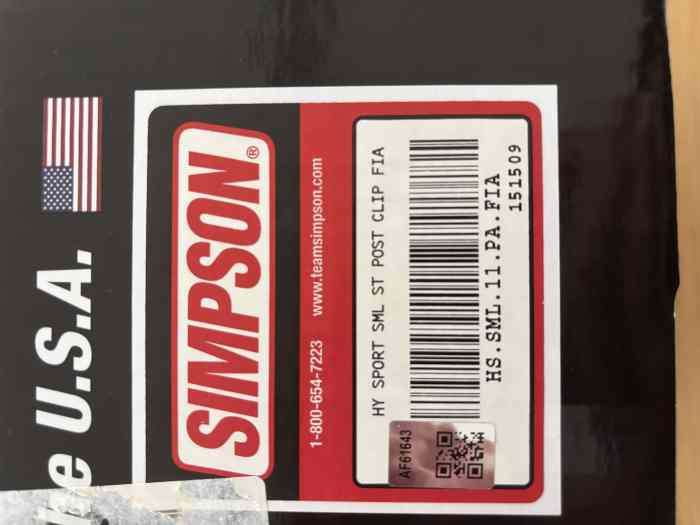 he U.S.A.
SIMPSON®
1-800-654-7223 www.teamsimpson.com
HY SPORT SML ST POST CLIP FIA
AF61643
HS.SML.11.PA.FIA
151509